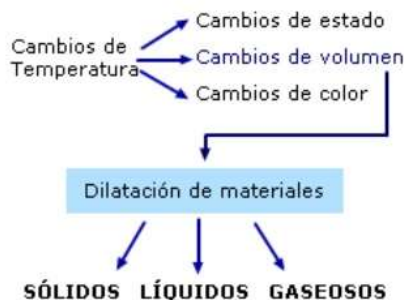 Cambios de estado
Cambios de
Temperatura
Cambios de volumen
Cambios de color
Dilatación de materiales
SÓLIDOS LÍQUIDOS GASEOSOS